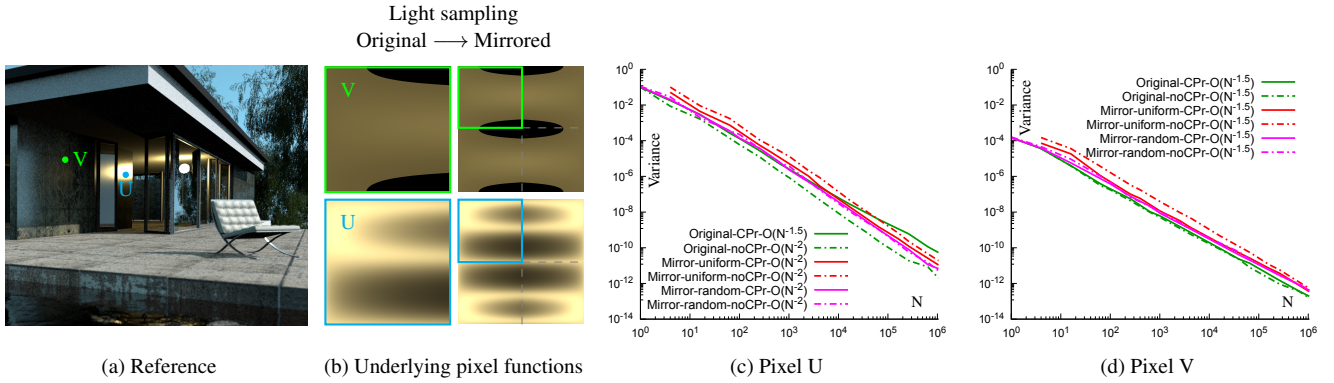 Light sampling
Original ⟶ Mirrored
V
U
V
U
(a) Reference
(b) Underlying pixel functions
10^0
10^-2
10^-4
10^-6
10^-8
10^-10
10^-12
10^-14
Variance
Original-CPr-O(N^-1.5)
Original-noCPr-O(N^-2)
Mirror-uniform-CPr-O(N^-2)
Mirror-uniform-noCPr-O(N^-2)
Mirror-random-CPr-O(N^-2)
Mirror-random-noCPr-O(N^-2)
N
10^0 10^1 10^2 10^3 10^4 10^5 10^6
(c) Pixel U
10^0
10^-2
10^-4
10^-6
10^-8
10^-10
10^-12
10^-14
Variance
Original-CPr-O(N^-1.5)
Original-noCPr-O(N^-1.5)
Mirror-uniform-CPr-O(N^-1.5)
Mirror-uniform-noCPr-O(N^-1.5)
Mirror-random-CPr-O(N^-1.5)
Mirror-random-noCPr-O(N^-1.5)
N
10^0 10^1 10^2 10^3 10^4 10^5 10^6
(d) Pixel V